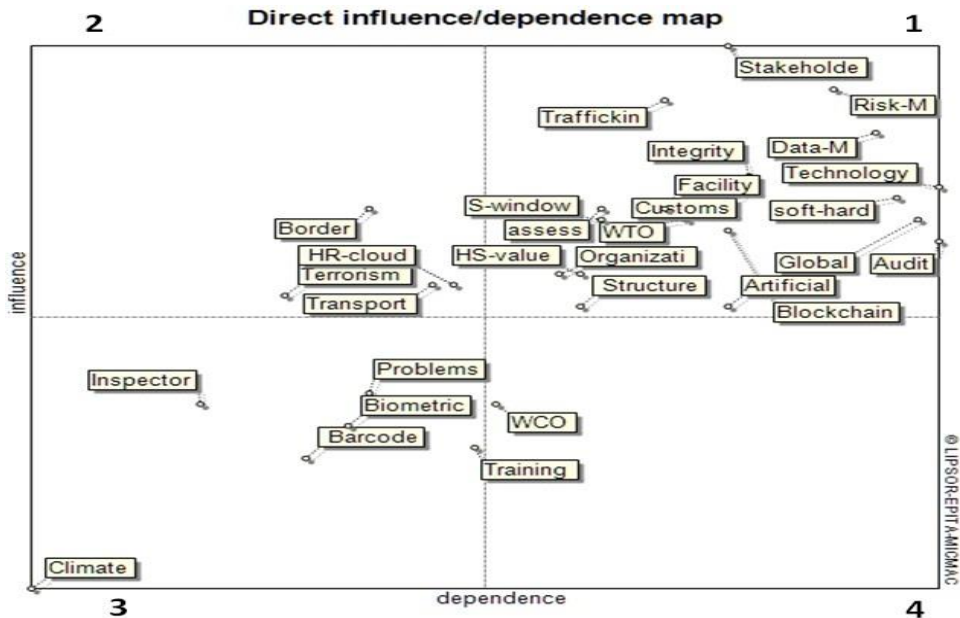 Direct influence/dependence map
2
1
Stakeholde
Risk-M
Traffickin
Data-M
Integrity
Technology
Facility
S-window
Customs
soft-hard
Border
assess
WTO
HR-cloud
HS-value
Organizati
Global
Audit
Terrorism
Transport
Structure
Artificial
Blockchain
influence
Problems
Inspector
Biometric
WCO
Barcode
Training
Climate
dependence
3
4
© LIPSOR-EPITA-MICMAC